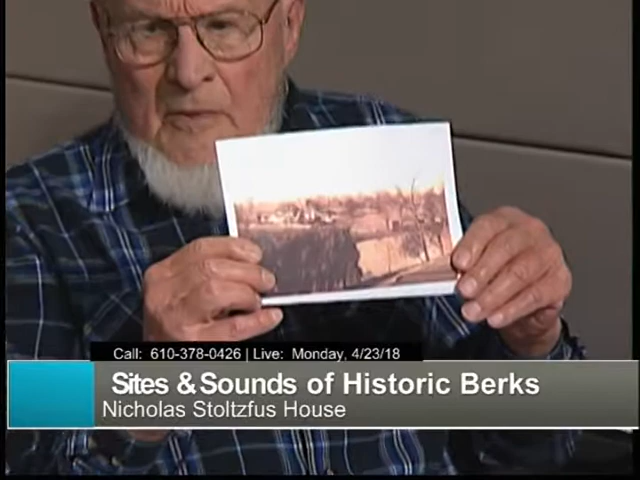 Call: 610-378-0426 | Live: Monday, 4/23/18
Sites & Sounds of Historic Berks
Nicholas Stoltzfus House